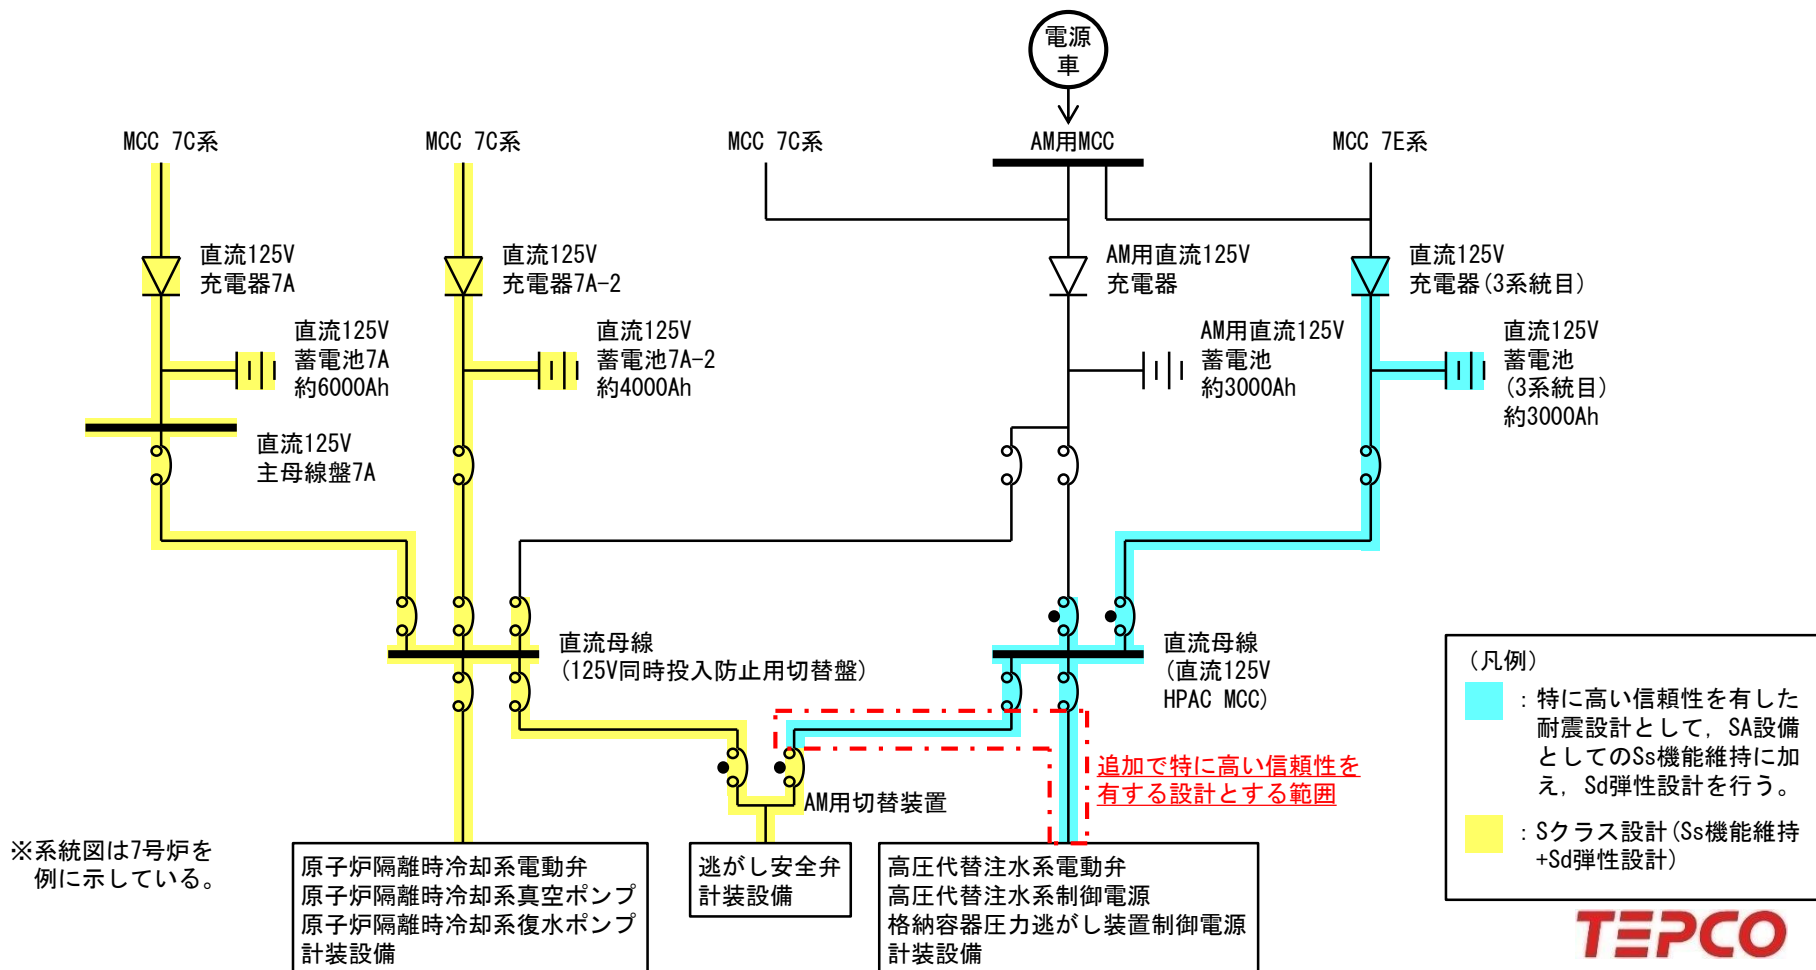 電源
車
MCC 7C系
MCC 7C系
MCC 7C系
AM用MCC
MCC 7E系
直流125V
充電器7A
直流125V
充電器7A-2
AM用直流125V
充電器
直流125V
充電器(3系統目)
直流125V
蓄電池7A
約6000Ah
直流125V
蓄電池7A-2
約4000Ah
AM用直流125V
蓄電池
約3000Ah
直流125V
蓄電池
(3系統目)
約3000Ah
直流125V
主母線盤7A
直流母線
(125V同時投入防止用切替盤)
直流母線
(直流125V
HPAC MCC)
追加で特に高い信頼性を
有する設計とする範囲
AM用切替装置
(凡例)
:特に高い信頼性を有した
耐震設計として, SA設備
としてのSs機能維持に加
え, Sd弾性設計を行う。
:Sクラス設計(Ss機能維持
+Sd弾性設計)
※系統図は7号炉を
例に示している。
原子炉隔離時冷却系電動弁
原子炉隔離時冷却系真空ポンプ
原子炉隔離時冷却系復水ポンプ
計装設備
逃がし安全弁
計装設備
高圧代替注水系電動弁
高圧代替注水系制御電源
格納容器圧力逃がし装置制御電源
計装設備
TEPCO